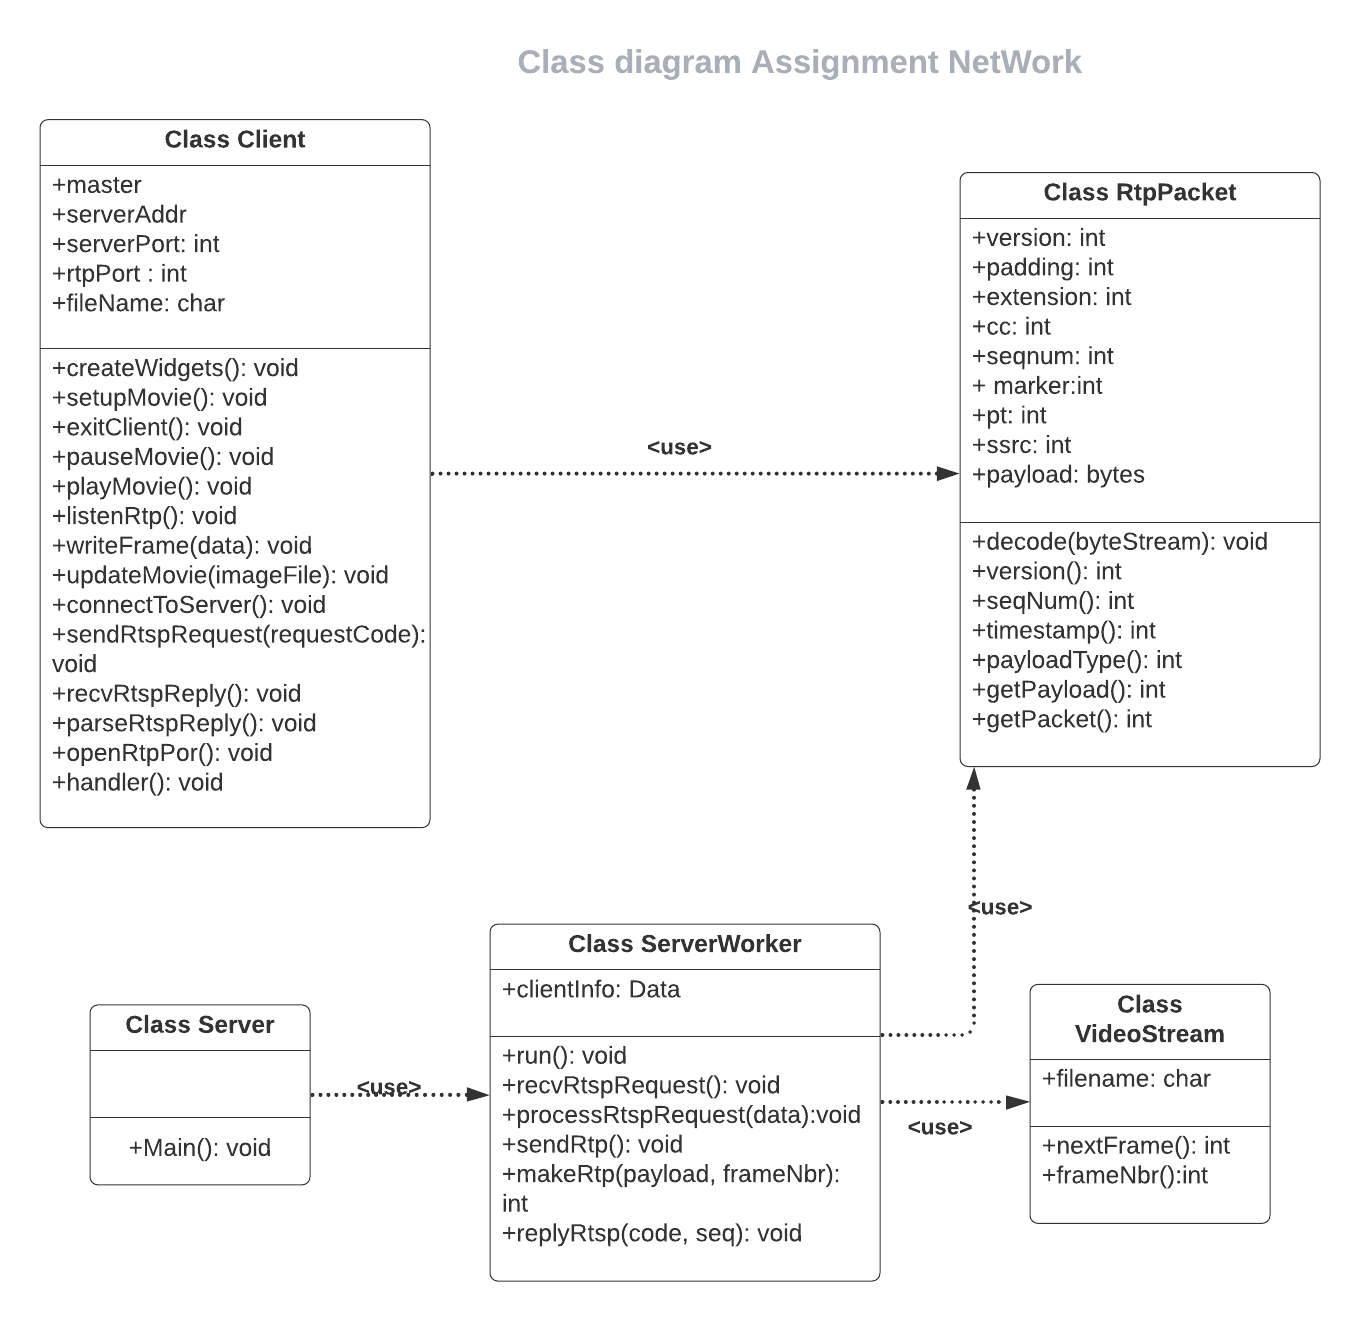 Class diagram Assignment NetWork
Class Client
+master
+serverAddr
+serverPort: int
+rtpPort : int
+fileName: char
+createWidgets(): void
+setupMovie(): void
+exitClient(): void
+pauseMovie(): void
+playMovie(): void
+listenRtp(): void
+writeFrame(data): void
+updateMovie(imageFile): void
+connectToServer(): void
+sendRtspRequest(requestCode):
void
+recvRtspReply(): void
+parseRtspReply(): void
+openRtpPor(): void
+handler(): void
<use>
Class RtpPacket
+version: int
+padding: int
+extension: int
+cc: int
+seqnum: int
+ marker:int
+pt: int
+ssrc: int
+payload: bytes
+decode(byteStream): void
+version(): int
+seqNum(): int
+timestamp(): int
+payloadType(): int
+getPayload(): int
+getPacket(): int
<use>
Class Server
+Main(): void
<use>
Class ServerWorker
+clientInfo: Data
+run(): void
+recvRtspRequest(): void
+processRtspRequest(data):void
+sendRtp(): void
+makeRtp(payload, frameNbr):
int
+replyRtsp(code, seq): void
<use>
Class
VideoStream
+filename: char
+nextFrame(): int
+frameNbr():int